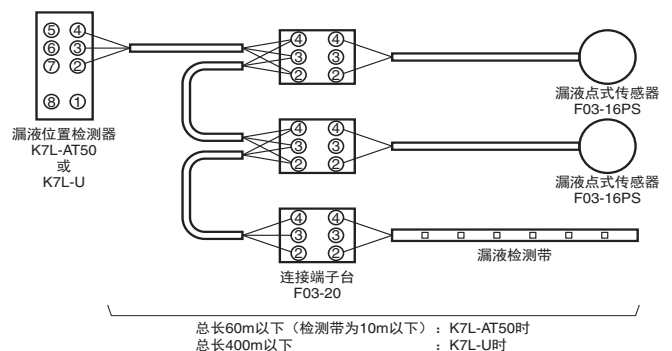 ⑤ ④
⑥ ③
⑦ ②
⑧ ①
漏液位置检测器
K7L-AT50
或
K7L-U
④ ④
③ ③
② ②
漏液点式传感器
F03-16PS
④ ④
③ ③
② ②
漏液点式传感器
F03-16PS
④ ④
③ ③
② ②
连接端子台
F03-20
漏液检测带
总长60m以下（检测带为10m以下）：K7L-AT50时
总长400m以下 ：K7L-U时